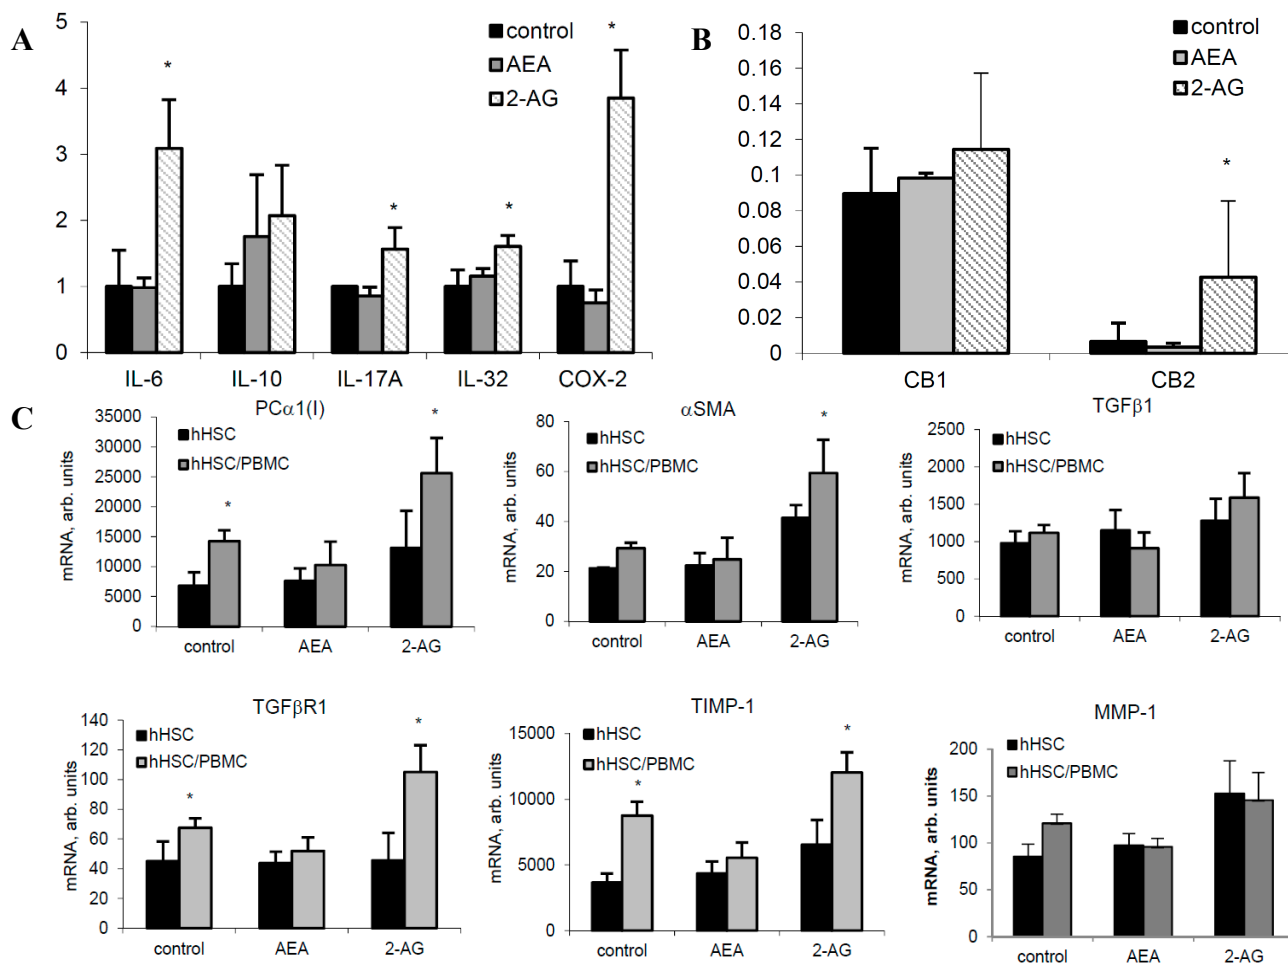 A
5
4
3
2
1
0
control
AEA
2-AG
*
*
*
*
IL-6 IL-10 IL-17A IL-32 COX-2
B
0.18
0.16
0.14
0.12
0.1
0.08
0.06
0.04
0.02
0
control
AEA
2-AG
*
CB1 CB2
C
PCα1(I)
mRNA, arb. units
35000
30000
25000
20000
15000
10000
5000
0
hHSC
hHSC/PBMC
*
*
control AEA 2-AG
αSMA
mRNA, arb. units
80
60
40
20
0
hHSC
hHSC/PBMC
*
control AEA 2-AG
TGFβ1
mRNA, arb. units
2500
2000
1500
1000
500
0
hHSC
hHSC/PBMC
control AEA 2-AG
TGFβR1
mRNA, arb. units
140
120
100
80
60
40
20
0
hHSC
hHSC/PBMC
*
*
control AEA 2-AG
TIMP-1
mRNA, arb. units
15000
10000
5000
0
hHSC
hHSC/PBMC
*
*
control AEA 2-AG
MMP-1
mRNA, arb. units
200
150
100
50
0
hHSC
hHSC/PBMC
control AEA 2-AG